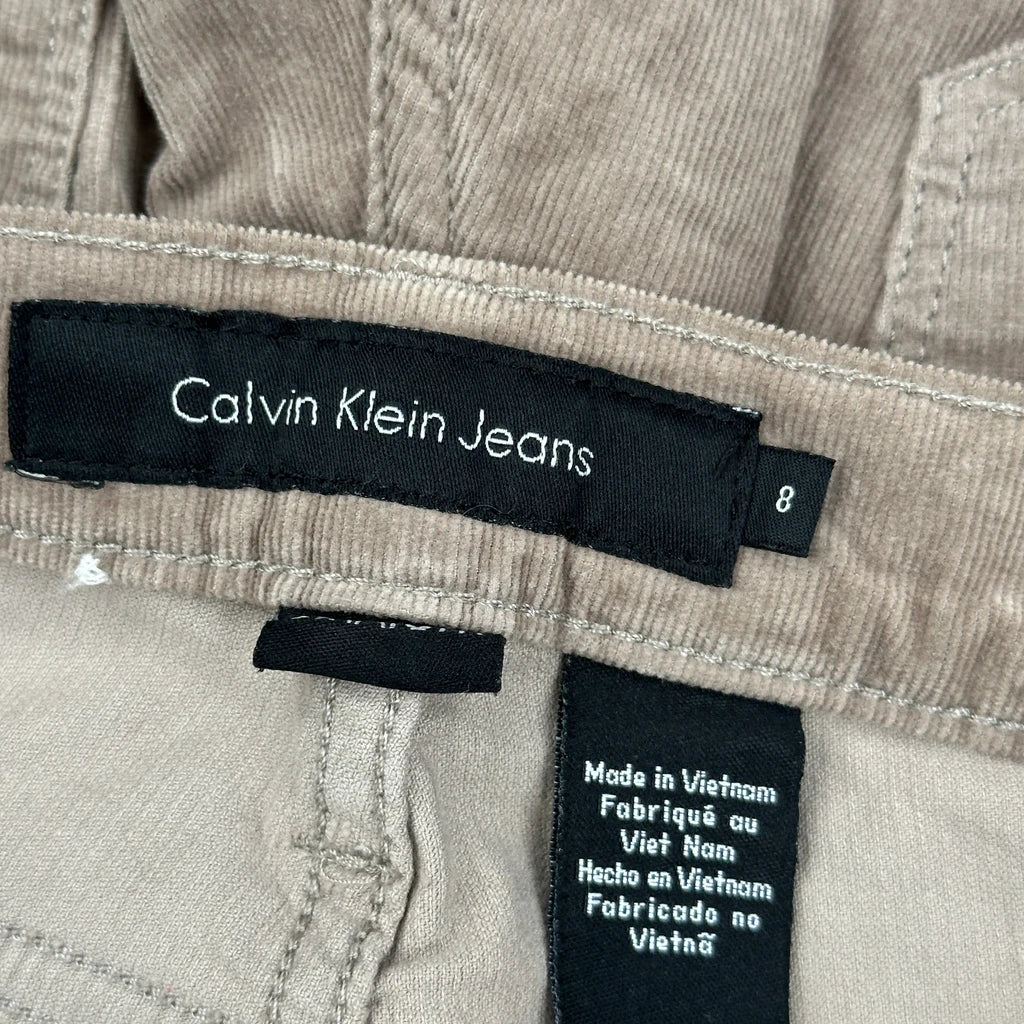 Calvin Klein Jeans
8
Made in Vietnam
Fabriqué au
Viet Nam
Hecho en Vietnam
Fabricado no
Vietnã